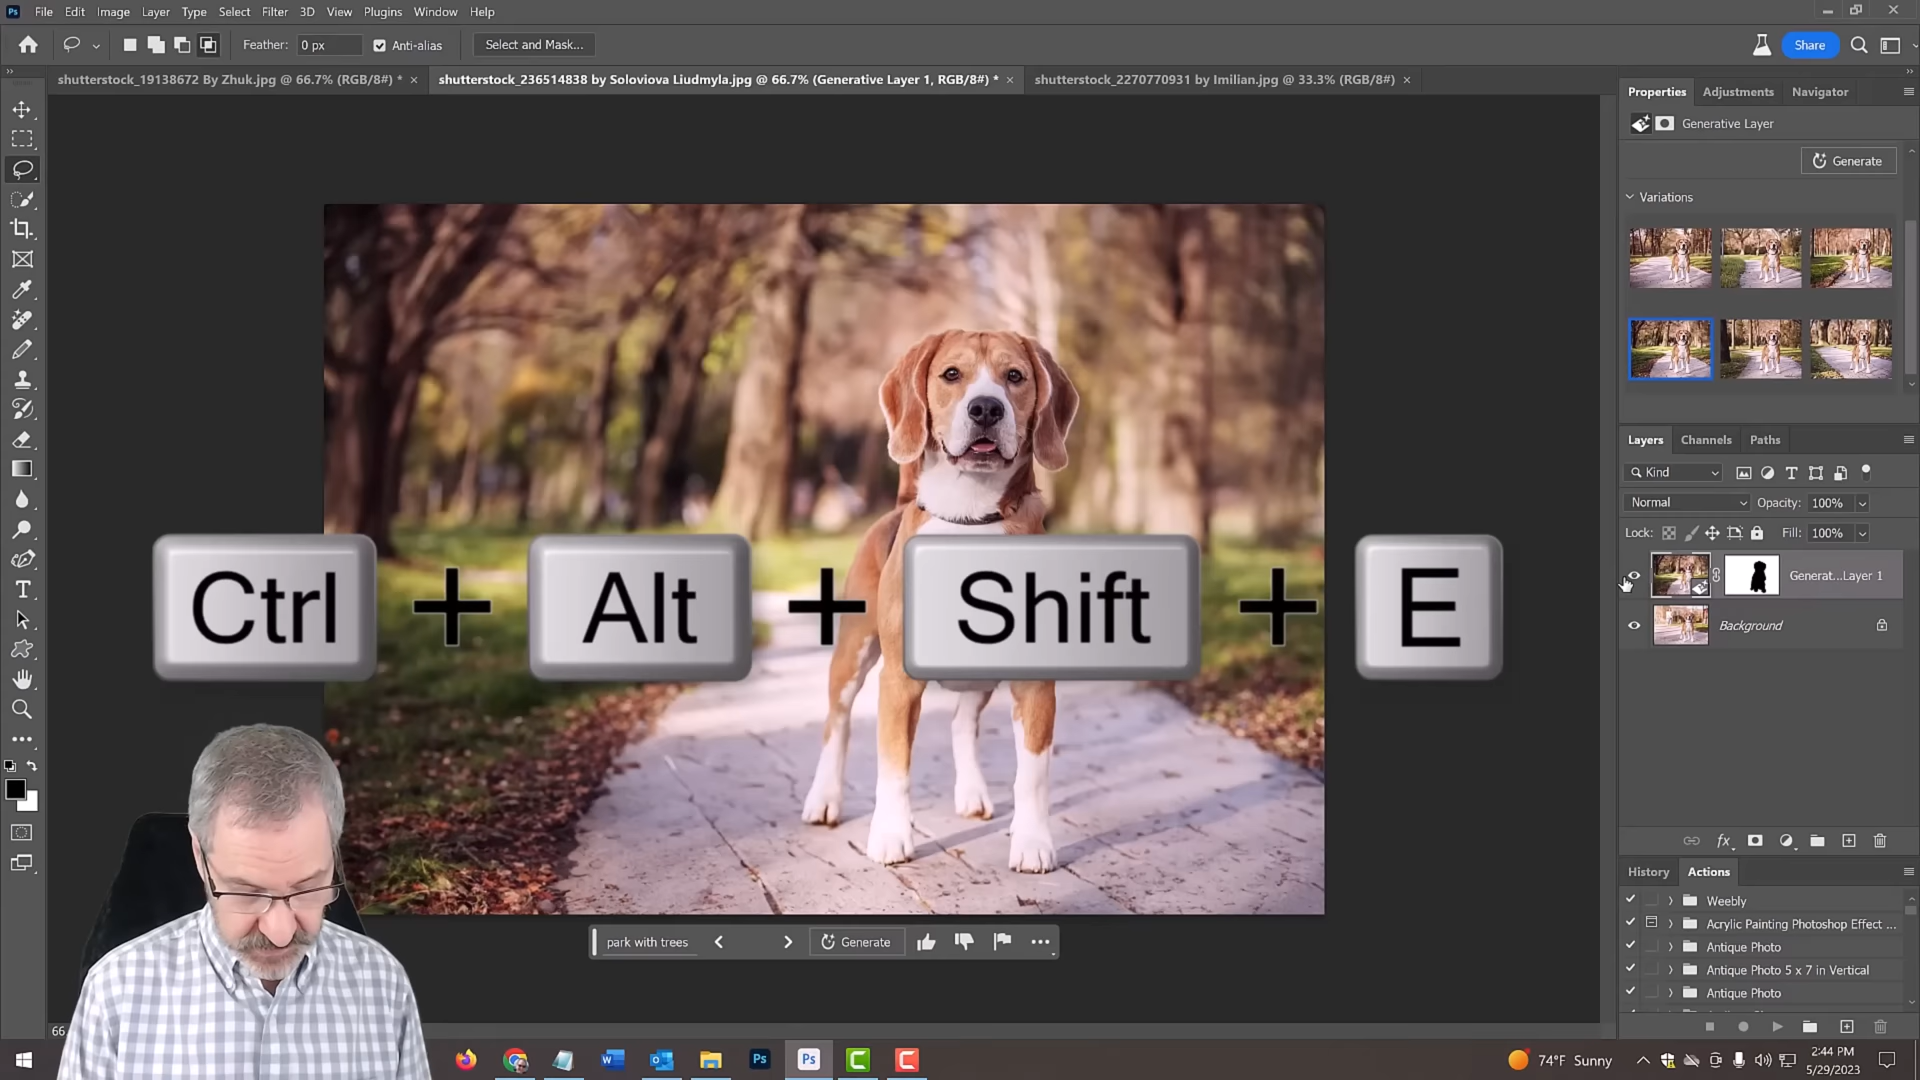 Ps File Edit Image Layer Type Select Filter 3D View Plugins Window Help
Feather: 0 px Anti-alias Select and Mask... Share
shutterstock_19138672 By Zhuk.jpg @ 66.7% (RGB/8#) * × shutterstock_236514838 by Soloviova Liudmyla.jpg @ 66.7% (Generative Layer 1, RGB/8#) * × shutterstock_2270770931 by Imilian.jpg @ 33.3% (RGB/8#) ×
Properties Adjustments Navigator
Generative Layer
Generate
Variations
Layers Channels Paths
Kind
Normal Opacity: 100%
Lock: Fill: 100%
Generat...Layer 1
Background
Ctrl + Alt + Shift + E
fx
History Actions
Weebly
Acrylic Painting Photoshop Effect ...
Antique Photo
Antique Photo 5 x 7 in Vertical
Antique Photo
park with trees Generate
66
74°F Sunny
2:44 PM
5/29/2023